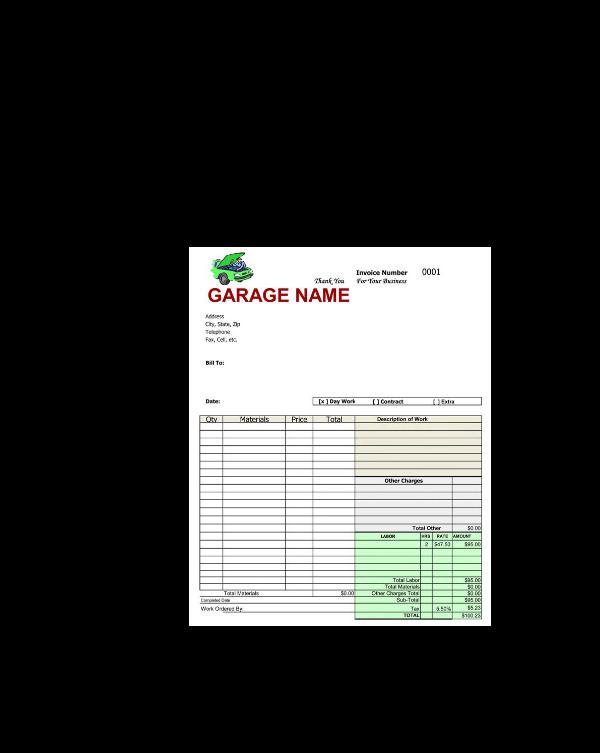 Invoice Number 0001
Thank You For Your Business
GARAGE NAME
Address
City, State, Zip
Telephone
Fax, Cell, etc.
Bill To:
Date: [x ] Day Work [ ] Contract [ ] Extra
Qty Materials Price Total Description of Work
Other Charges
Total Other $0.00
LABOR HRS RATE AMOUNT
2 $47.50 $95.00
Total Labor $95.00
Total Materials $0.00
Total Materials $0.00 Other Charges Total $0.00
Completed Date Sub-Total $95.00
Work Ordered By: Tax 5.50% $5.23
TOTAL $100.23